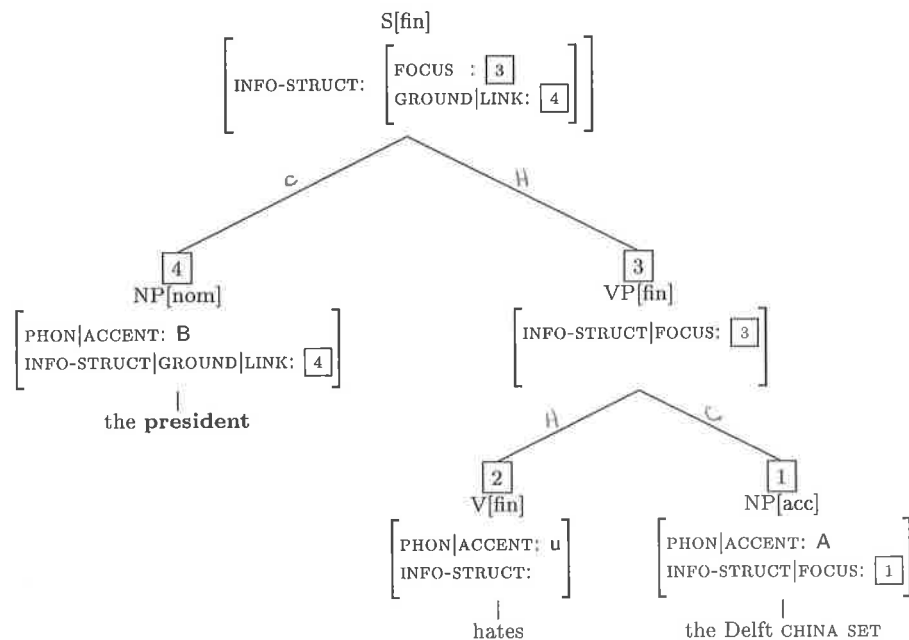 S[fin]
INFO-STRUCT: FOCUS : 3
GROUND|LINK: 4
C H
4 3
NP[nom] VP[fin]
PHON|ACCENT: B
INFO-STRUCT|GROUND|LINK: 4
INFO-STRUCT|FOCUS: 3
the president
H C
2 1
V[fin] NP[acc]
PHON|ACCENT: u
INFO-STRUCT:
PHON|ACCENT: A
INFO-STRUCT|FOCUS: 1
hates the Delft CHINA SET